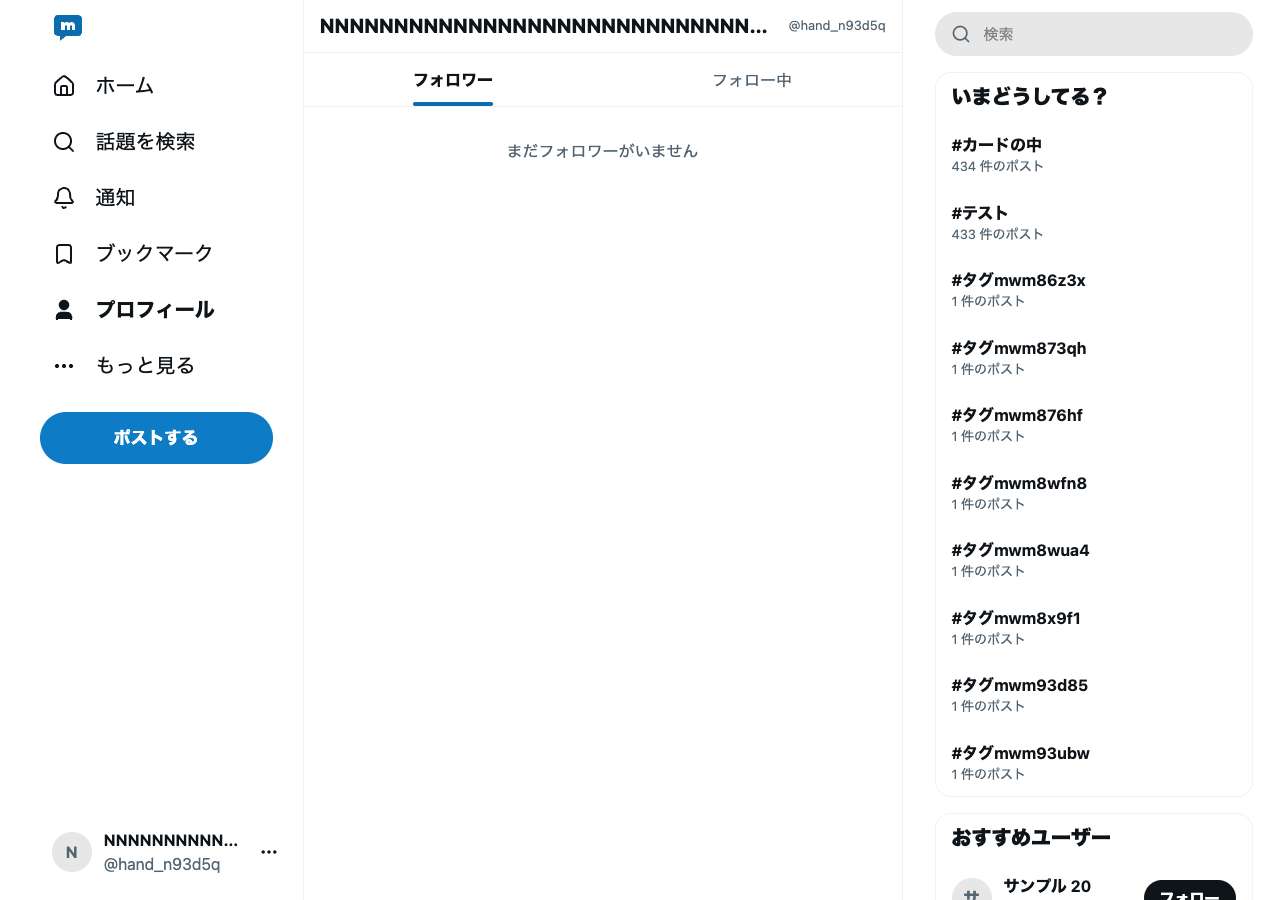 m
ホーム
話題を検索
通知
ブックマーク
プロフィール
もっと見る
ポストする
N
NNNNNNNNNN...
@hand_n93d5q
NNNNNNNNNNNNNNNNNNNNNNNNNNNNN... @hand_n93d5q
フォロワー フォロー中
まだフォロワーがいません
検索
いまどうしてる？
#カードの中
434 件のポスト
#テスト
433 件のポスト
#タグmwm86z3x
1 件のポスト
#タグmwm873qh
1 件のポスト
#タグmwm876hf
1 件のポスト
#タグmwm8wfn8
1 件のポスト
#タグmwm8wua4
1 件のポスト
#タグmwm8x9f1
1 件のポスト
#タグmwm93d85
1 件のポスト
#タグmwm93ubw
1 件のポスト
おすすめユーザー
サ サンプル 20 フォロー